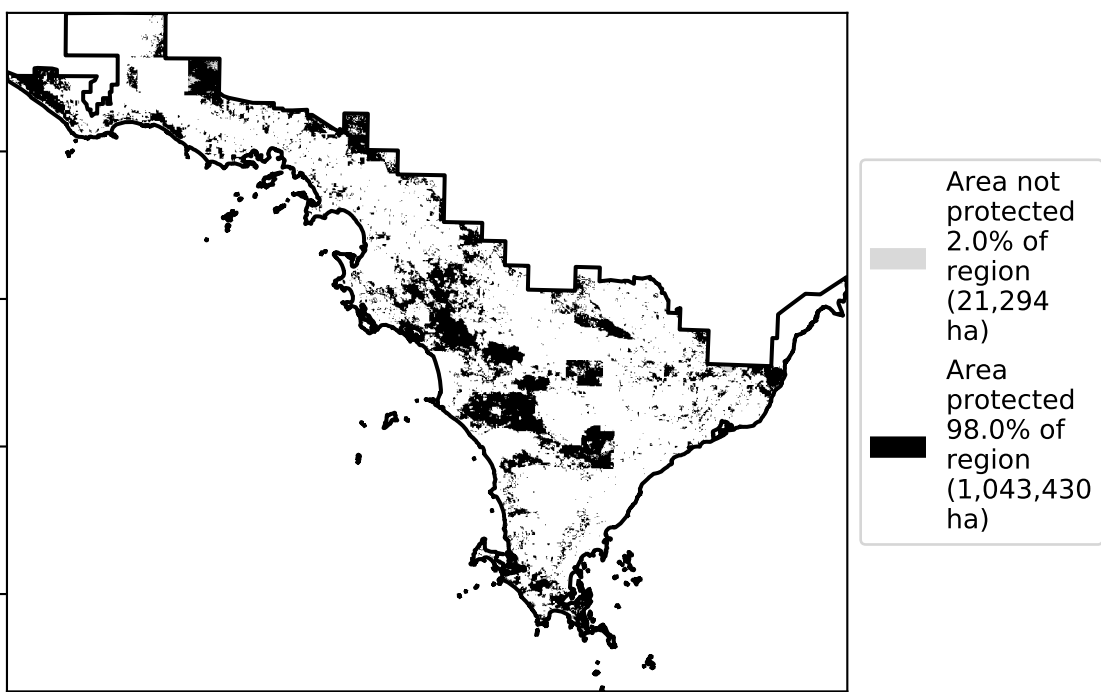 Area not
protected
2.0% of
region
(21,294
ha)
Area
protected
98.0% of
region
(1,043,430
ha)